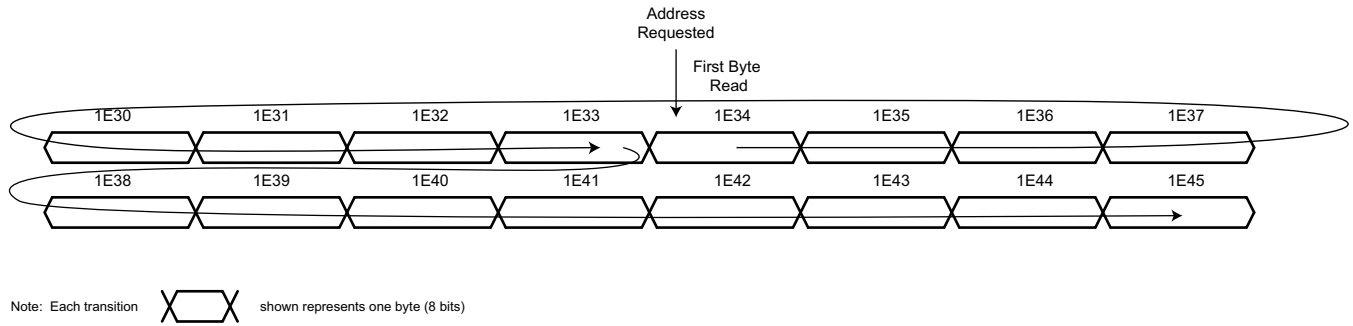 Address
Requested
First Byte
Read
1E30 1E31 1E32 1E33 1E34 1E35 1E36 1E37
1E38 1E39 1E40 1E41 1E42 1E43 1E44 1E45
Note: Each transition shown represents one byte (8 bits)